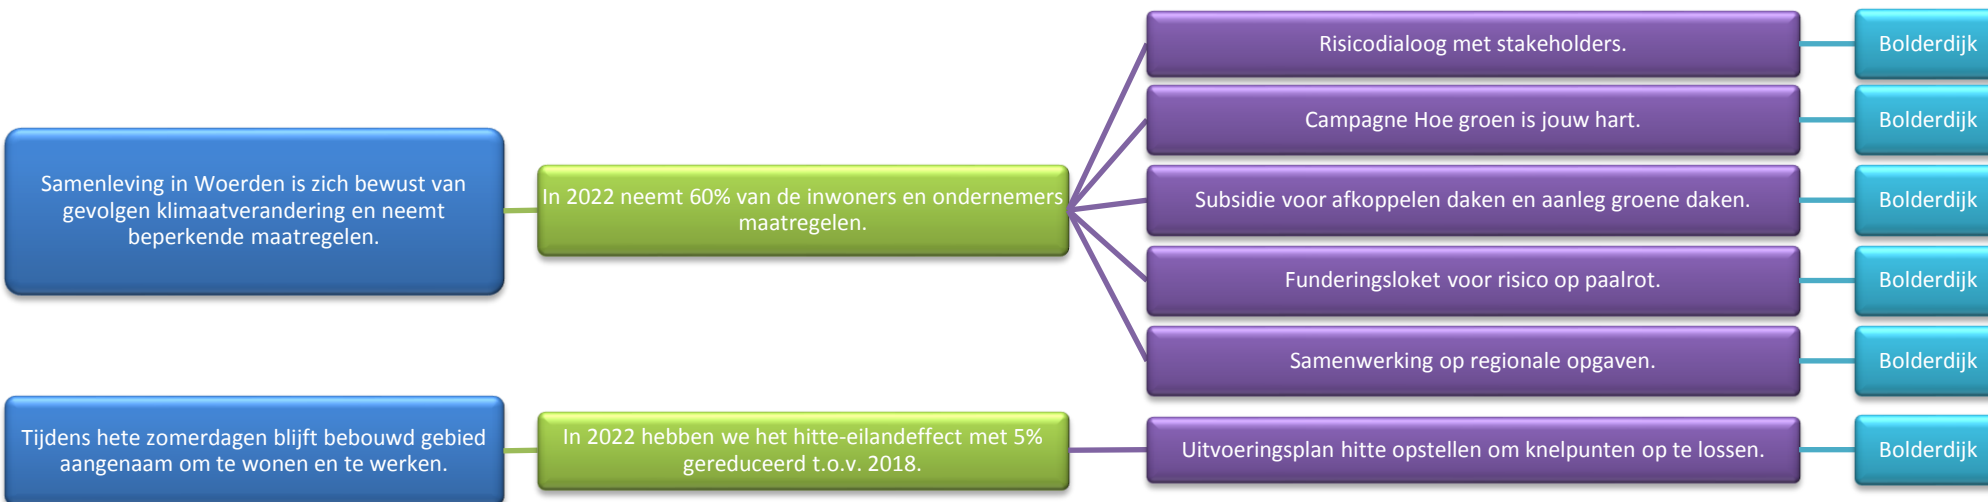 Samenleving in Woerden is zich bewust van
gevolgen klimaatverandering en neemt
beperkende maatregelen.
In 2022 neemt 60% van de inwoners en ondernemers
maatregelen.
Risicodialoog met stakeholders.
Bolderdijk
Campagne Hoe groen is jouw hart.
Bolderdijk
Subsidie voor afkoppelen daken en aanleg groene daken.
Bolderdijk
Funderingsloket voor risico op paalrot.
Bolderdijk
Samenwerking op regionale opgaven.
Bolderdijk
Tijdens hete zomerdagen blijft bebouwd gebied
aangenaam om te wonen en te werken.
In 2022 hebben we het hitte-eilandeffect met 5%
gereduceerd t.o.v. 2018.
Uitvoeringsplan hitte opstellen om knelpunten op te lossen.
Bolderdijk